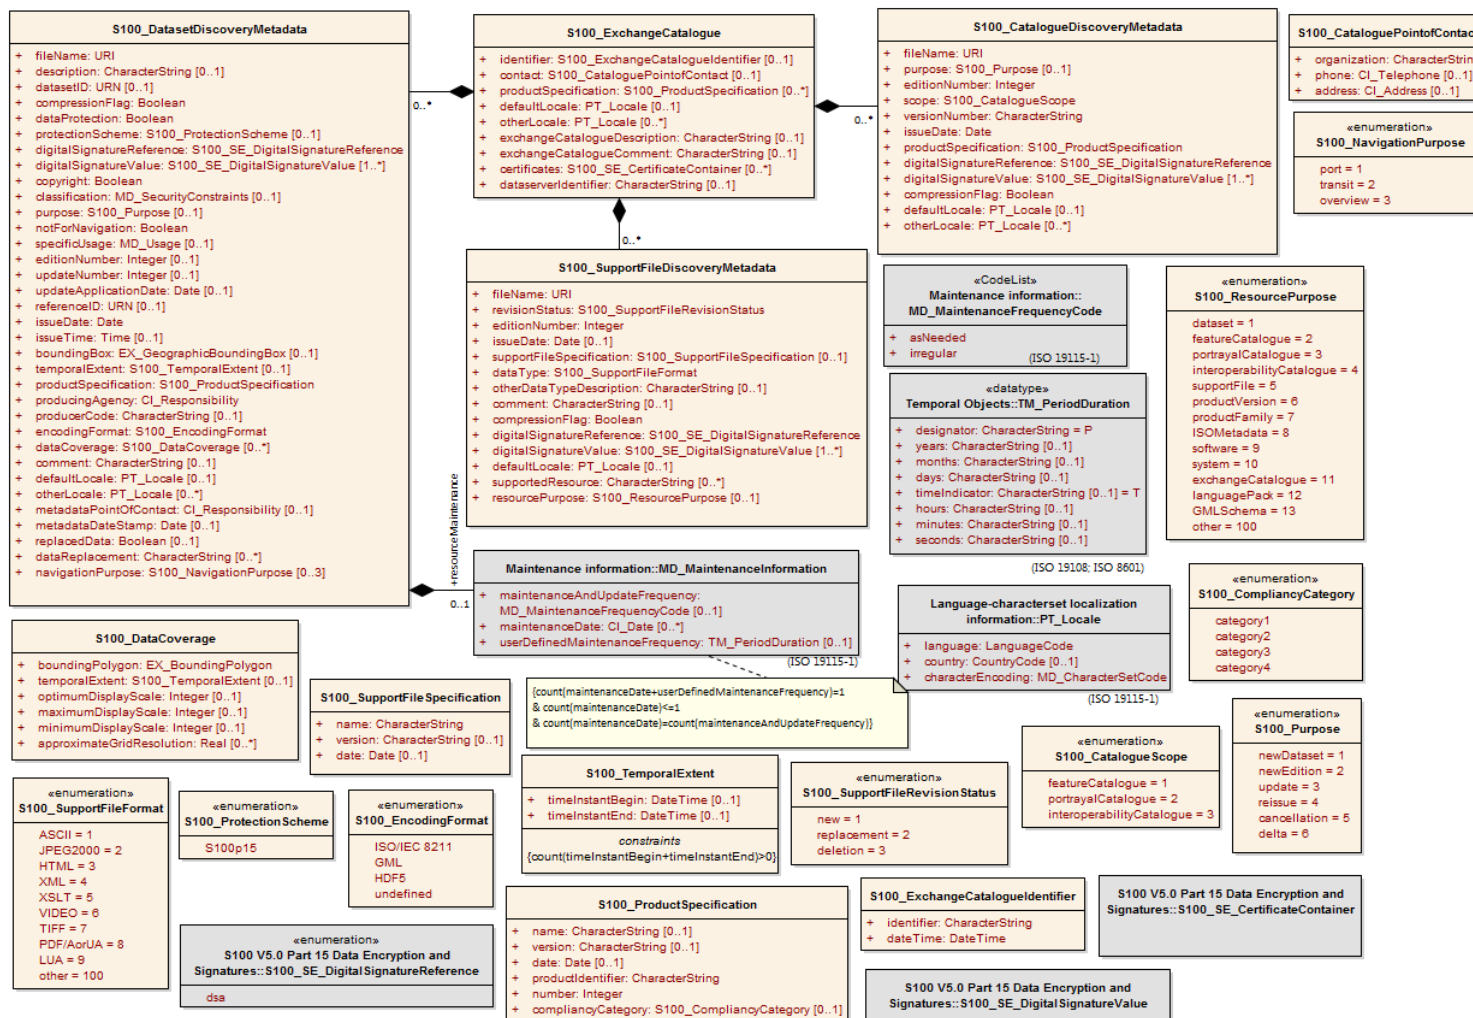 S100_DatasetDiscoveryMetadata
+ fileName: URI
+ description: CharacterString [0..1]
+ datasetID: URN [0..1]
+ compressionFlag: Boolean
+ dataProtection: Boolean
+ protectionScheme: S100_ProtectionScheme [0..1]
+ digitalSignatureReference: S100_SE_DigitalSignatureReference
+ digitalSignatureValue: S100_SE_DigitalSignatureValue [1..*]
+ copyright: Boolean
+ classification: MD_SecurityConstraints [0..1]
+ purpose: S100_Purpose [0..1]
+ notForNavigation: Boolean
+ specificUsage: MD_Usage [0..1]
+ editionNumber: Integer [0..1]
+ updateNumber: Integer [0..1]
+ updateApplicationDate: Date [0..1]
+ referenceID: URN [0..1]
+ issueDate: Date
+ issueTime: Time [0..1]
+ boundingBox: EX_GeographicBoundingBox [0..1]
+ temporalExtent: S100_TemporalExtent [0..1]
+ productSpecification: S100_ProductSpecification
+ producingAgency: CI_Responsibility
+ producerCode: CharacterString [0..1]
+ encodingFormat: S100_EncodingFormat
+ dataCoverage: S100_DataCoverage [0..*]
+ comment: CharacterString [0..1]
+ defaultLocale: PT_Locale [0..1]
+ otherLocale: PT_Locale [0..*]
+ metadataPointOfContact: CI_Responsibility [0..1]
+ metadataDateStamp: Date [0..1]
+ replacedData: Boolean [0..1]
+ dataReplacement: CharacterString [0..*]
+ navigationPurpose: S100_NavigationPurpose [0..3]
0..*
S100_ExchangeCatalogue
+ identifier: S100_ExchangeCatalogueIdentifier [0..1]
+ contact: S100_CataloguePointofContact [0..1]
+ productSpecification: S100_ProductSpecification [0..*]
+ defaultLocale: PT_Locale [0..1]
+ otherLocale: PT_Locale [0..*]
+ exchangeCatalogueDescription: CharacterString [0..1]
+ exchangeCatalogueComment: CharacterString [0..1]
+ certificates: S100_SE_CertificateContainer [0..*]
+ dataserverIdentifier: CharacterString [0..1]
0..*
0..*
S100_CatalogueDiscoveryMetadata
+ fileName: URI
+ purpose: S100_Purpose [0..1]
+ editionNumber: Integer
+ scope: S100_CatalogueScope
+ versionNumber: CharacterString
+ issueDate: Date
+ productSpecification: S100_ProductSpecification
+ digitalSignatureReference: S100_SE_DigitalSignatureReference
+ digitalSignatureValue: S100_SE_DigitalSignatureValue [1..*]
+ compressionFlag: Boolean
+ defaultLocale: PT_Locale [0..1]
+ otherLocale: PT_Locale [0..*]
S100_CataloguePointofContact
+ organization: CharacterString
+ phone: CI_Telephone [0..1]
+ address: CI_Address [0..1]
«enumeration»
S100_NavigationPurpose
port = 1
transit = 2
overview = 3
S100_SupportFileDiscoveryMetadata
+ fileName: URI
+ revisionStatus: S100_SupportFileRevisionStatus
+ editionNumber: Integer
+ issueDate: Date [0..1]
+ supportFileSpecification: S100_SupportFileSpecification [0..1]
+ dataType: S100_SupportFileFormat
+ otherDataTypeDescription: CharacterString [0..1]
+ comment: CharacterString [0..1]
+ compressionFlag: Boolean
+ digitalSignatureReference: S100_SE_DigitalSignatureReference
+ digitalSignatureValue: S100_SE_DigitalSignatureValue [1..*]
+ defaultLocale: PT_Locale [0..1]
+ supportedResource: CharacterString [0..*]
+ resourcePurpose: S100_ResourcePurpose [0..1]
«CodeList»
Maintenance information::
MD_MaintenanceFrequencyCode
+ asNeeded
+ irregular
(ISO 19115-1)
«datatype»
Temporal Objects::TM_PeriodDuration
+ designator: CharacterString = P
+ years: CharacterString [0..1]
+ months: CharacterString [0..1]
+ days: CharacterString [0..1]
+ timeIndicator: CharacterString [0..1] = T
+ hours: CharacterString [0..1]
+ minutes: CharacterString [0..1]
+ seconds: CharacterString [0..1]
(ISO 19108; ISO 8601)
«enumeration»
S100_ResourcePurpose
dataset = 1
featureCatalogue = 2
portrayalCatalogue = 3
interoperabilityCatalogue = 4
supportFile = 5
productVersion = 6
productFamily = 7
ISOMetadata = 8
software = 9
system = 10
exchangeCatalogue = 11
languagePack = 12
GMLSchema = 13
other = 100
+resourceMaintenance
0..1
Maintenance information::MD_MaintenanceInformation
+ maintenanceAndUpdateFrequency:
MD_MaintenanceFrequencyCode [0..1]
+ maintenanceDate: CI_Date [0..*]
+ userDefinedMaintenanceFrequency: TM_PeriodDuration [0..1]
(ISO 19115-1)
{count(maintenanceDate+userDefinedMaintenanceFrequency)=1
& count(maintenanceDate)<=1
& count(maintenanceDate)=count(maintenanceAndUpdateFrequency)}
Language-characterset localization
information::PT_Locale
+ language: LanguageCode
+ country: CountryCode [0..1]
+ characterEncoding: MD_CharacterSetCode
(ISO 19115-1)
«enumeration»
S100_CompliancyCategory
category1
category2
category3
category4
S100_DataCoverage
+ boundingPolygon: EX_BoundingPolygon
+ temporalExtent: S100_TemporalExtent [0..1]
+ optimumDisplayScale: Integer [0..1]
+ maximumDisplayScale: Integer [0..1]
+ minimumDisplayScale: Integer [0..1]
+ approximateGridResolution: Real [0..*]
S100_SupportFileSpecification
+ name: CharacterString
+ version: CharacterString [0..1]
+ date: Date [0..1]
S100_TemporalExtent
+ timeInstantBegin: DateTime [0..1]
+ timeInstantEnd: DateTime [0..1]
constraints
{count(timeInstantBegin+timeInstantEnd)>0}
«enumeration»
S100_SupportFileRevisionStatus
new = 1
replacement = 2
deletion = 3
«enumeration»
S100_CatalogueScope
featureCatalogue = 1
portrayalCatalogue = 2
interoperabilityCatalogue = 3
«enumeration»
S100_Purpose
newDataset = 1
newEdition = 2
update = 3
reissue = 4
cancellation = 5
delta = 6
«enumeration»
S100_SupportFileFormat
ASCII = 1
JPEG2000 = 2
HTML = 3
XML = 4
XSLT = 5
VIDEO = 6
TIFF = 7
PDF/AorUA = 8
LUA = 9
other = 100
«enumeration»
S100_ProtectionScheme
S100p15
«enumeration»
S100_EncodingFormat
ISO/IEC 8211
GML
HDF5
undefined
«enumeration»
S100 V5.0 Part 15 Data Encryption and
Signatures::S100_SE_DigitalSignatureReference
dsa
S100_ProductSpecification
+ name: CharacterString [0..1]
+ version: CharacterString [0..1]
+ date: Date [0..1]
+ productIdentifier: CharacterString
+ number: Integer
+ compliancyCategory: S100_CompliancyCategory [0..1]
S100_ExchangeCatalogueIdentifier
+ identifier: CharacterString
+ dateTime: DateTime
S100 V5.0 Part 15 Data Encryption and
Signatures::S100_SE_CertificateContainer
S100 V5.0 Part 15 Data Encryption and
Signatures::S100_SE_DigitalSignatureValue